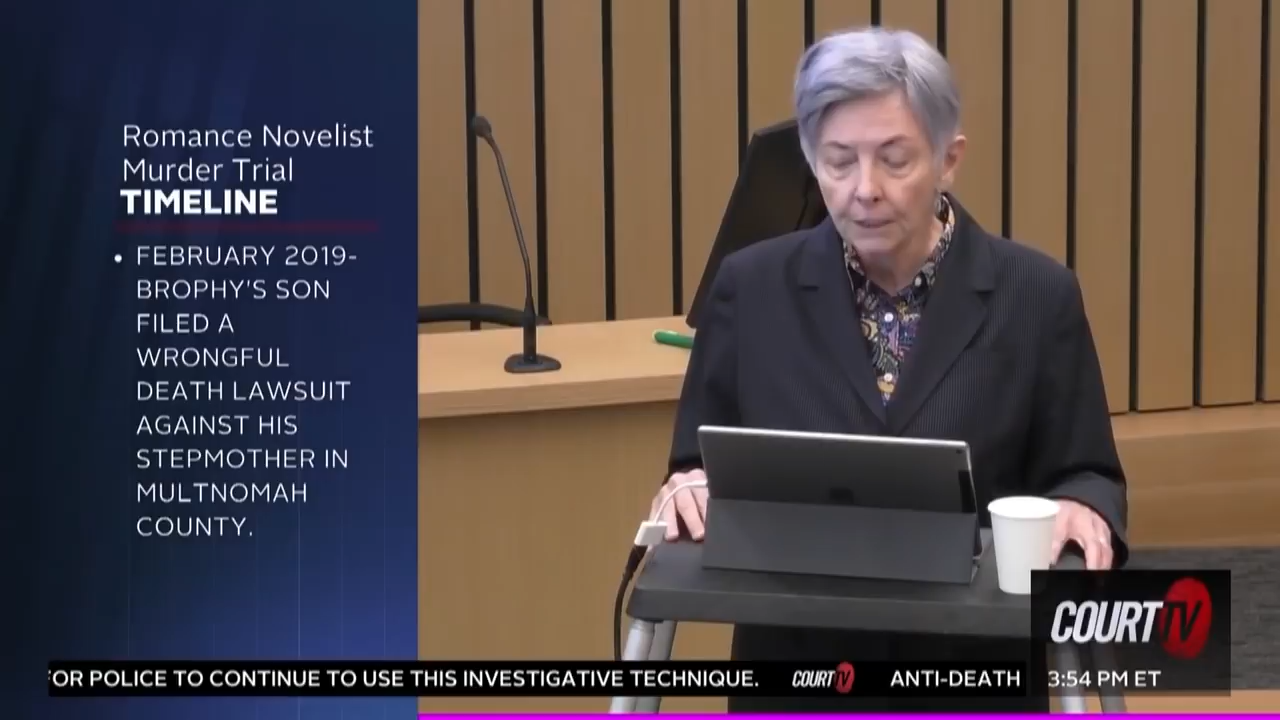 Romance Novelist
Murder Trial
TIMELINE
• FEBRUARY 2019-
BROPHY'S SON
FILED A
WRONGFUL
DEATH LAWSUIT
AGAINST HIS
STEPMOTHER IN
MULTNOMAH
COUNTY.
COURT TV
OR POLICE TO CONTINUE TO USE THIS INVESTIGATIVE TECHNIQUE. COURT TV ANTI-DEATH 3:54 PM ET